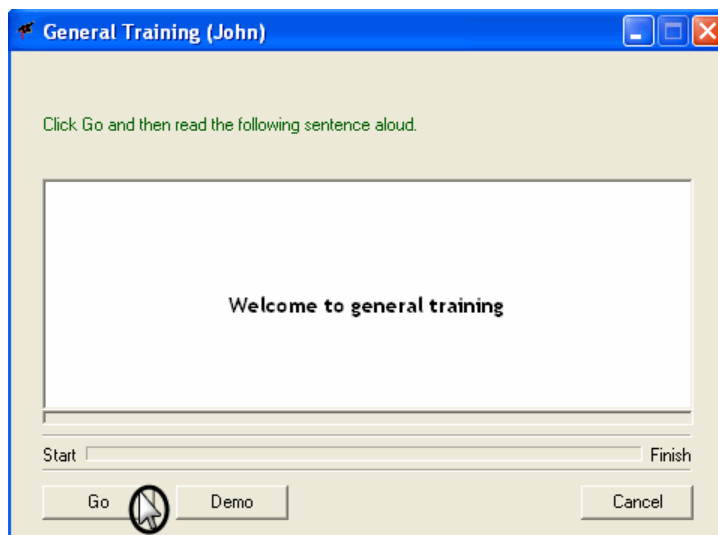 General Training (John)
Click Go and then read the following sentence aloud.
Welcome to general training
Start Finish
Go Demo Cancel